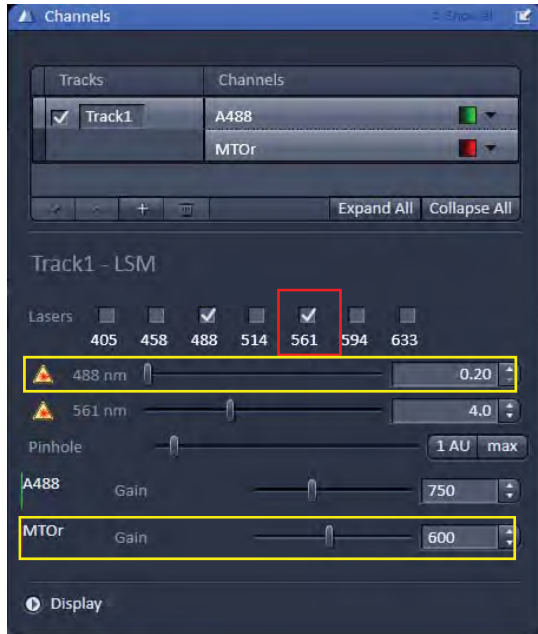 Channels
Show all
Tracks Channels
Track1 A488
MTOr
+ Expand All Collapse All
Track1 - LSM
Lasers
405 458 488 514 561 594 633
488 nm 0.20
561 nm 4.0
Pinhole 1 AU max
A488 Gain 750
MTOr Gain 600
Display